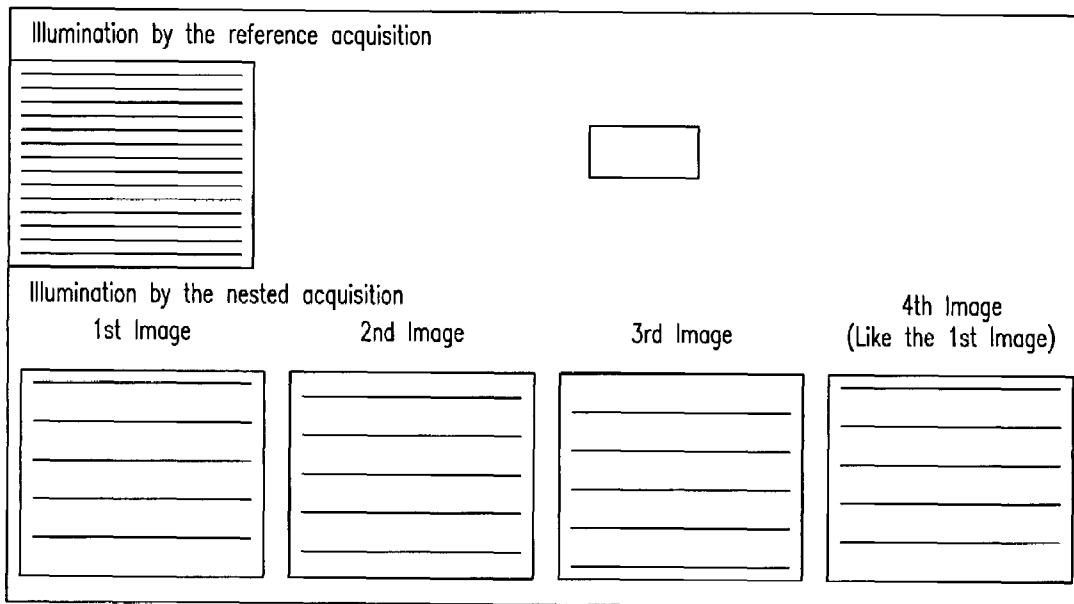 Illumination by the reference acquisition
Illumination by the nested acquisition
1st Image
2nd Image
3rd Image
4th Image
(Like the 1st Image)